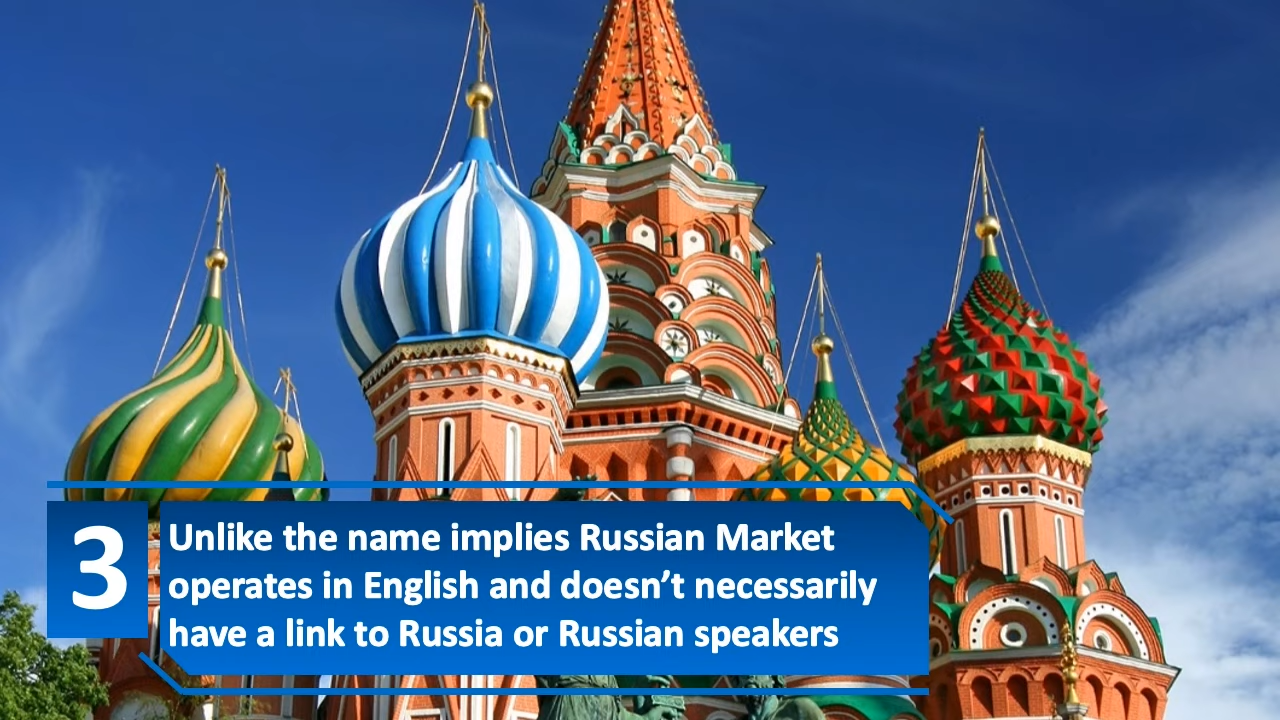 3
Unlike the name implies Russian Market
operates in English and doesn’t necessarily
have a link to Russia or Russian speakers